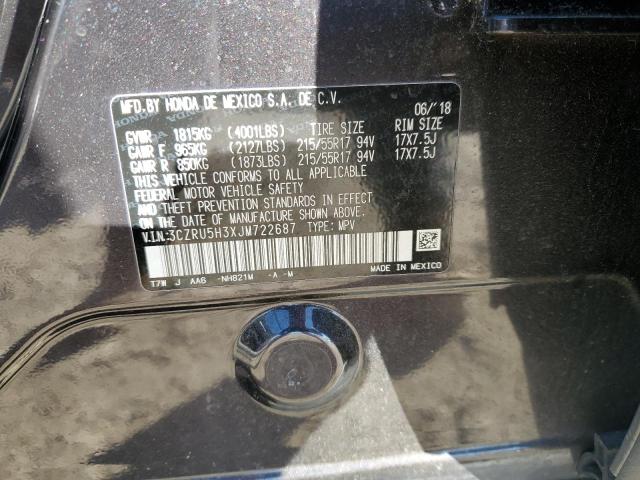 MFD.BY HONDA DE MEXICO S.A. DE C.V.
06/'18
GVWR 1815KG (4001LBS) TIRE SIZE RIM SIZE
GAWR F 965KG (2127LBS) 215/55R17 94V 17X7.5J
GAWR R 850KG (1873LBS) 215/55R17 94V 17X7.5J
THIS VEHICLE CONFORMS TO ALL APPLICABLE
FEDERAL MOTOR VEHICLE SAFETY
AND THEFT PREVENTION STANDARDS IN EFFECT
ON THE DATE OF MANUFACTURE SHOWN ABOVE.
V.I.N.:3CZRU5H3XJM722687 TYPE: MPV
MADE IN MEXICO
T7W J AA6 -NH821M -A -M